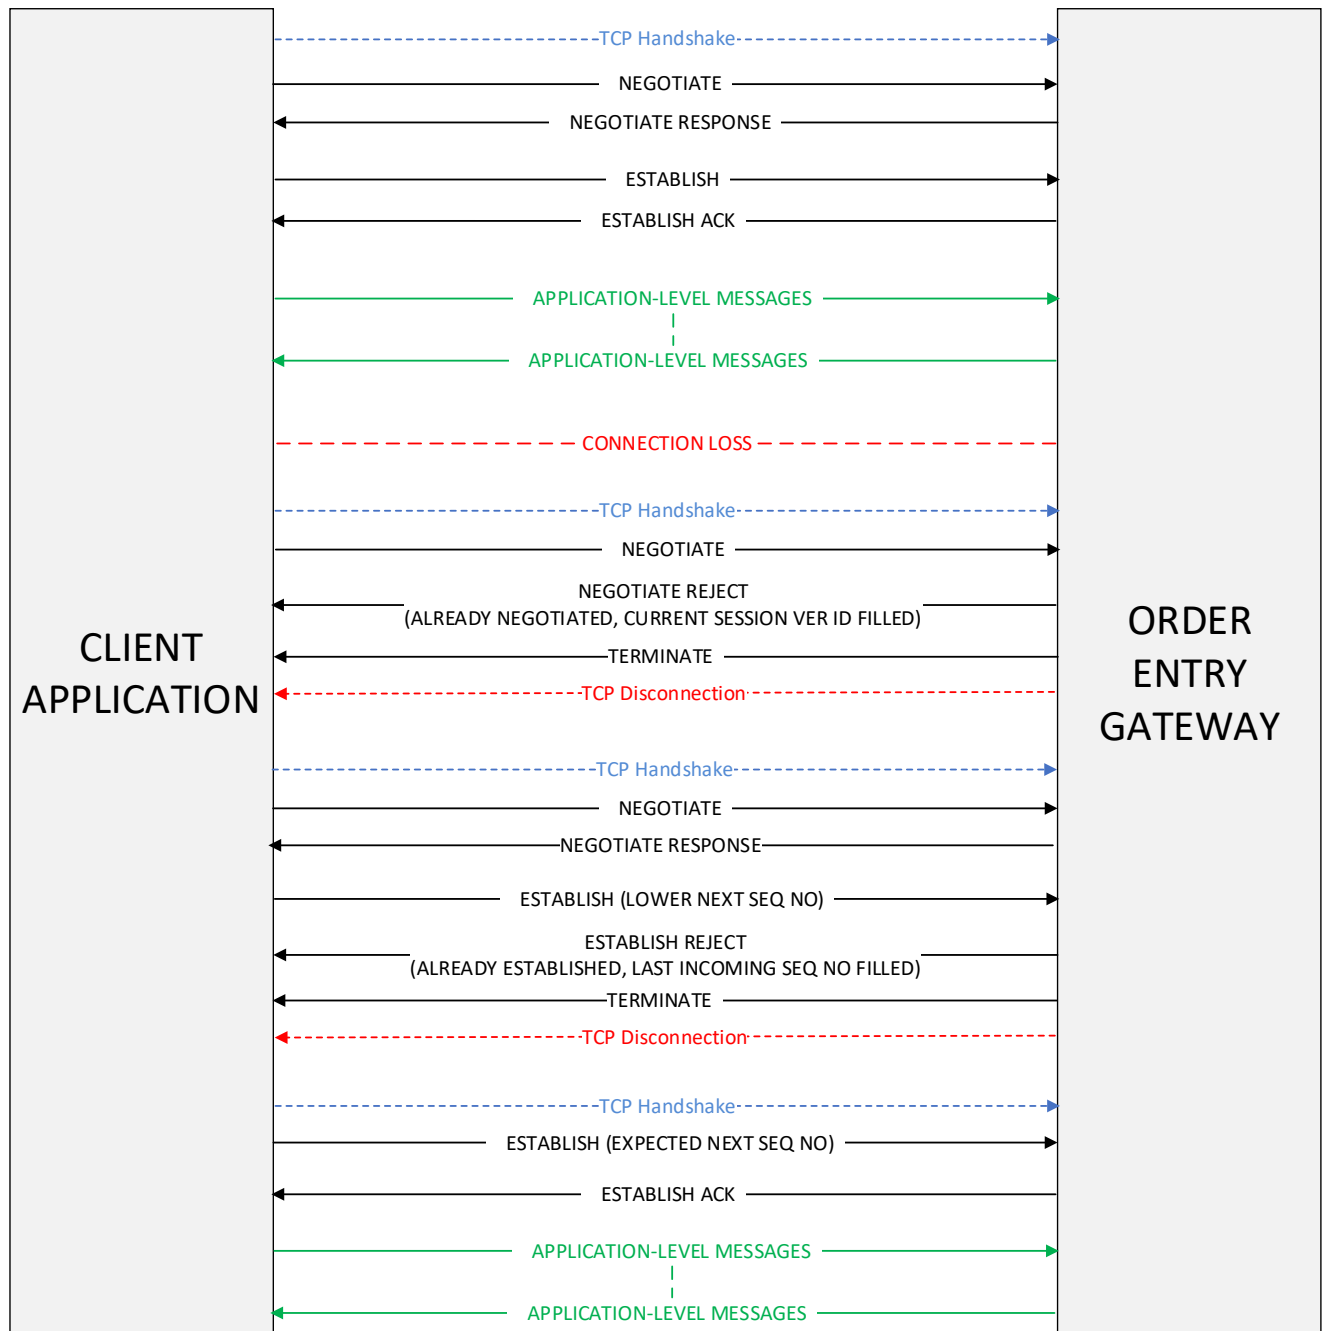 TCP Handshake
NEGOTIATE
NEGOTIATE RESPONSE
ESTABLISH
ESTABLISH ACK
APPLICATION-LEVEL MESSAGES
APPLICATION-LEVEL MESSAGES
CONNECTION LOSS
TCP Handshake
NEGOTIATE
NEGOTIATE REJECT
(ALREADY NEGOTIATED, CURRENT SESSION VER ID FILLED)
TERMINATE
TCP Disconnection
CLIENT
APPLICATION
ORDER
ENTRY
GATEWAY
TCP Handshake
NEGOTIATE
NEGOTIATE RESPONSE
ESTABLISH (LOWER NEXT SEQ NO)
ESTABLISH REJECT
(ALREADY ESTABLISHED, LAST INCOMING SEQ NO FILLED)
TERMINATE
TCP Disconnection
TCP Handshake
ESTABLISH (EXPECTED NEXT SEQ NO)
ESTABLISH ACK
APPLICATION-LEVEL MESSAGES
APPLICATION-LEVEL MESSAGES